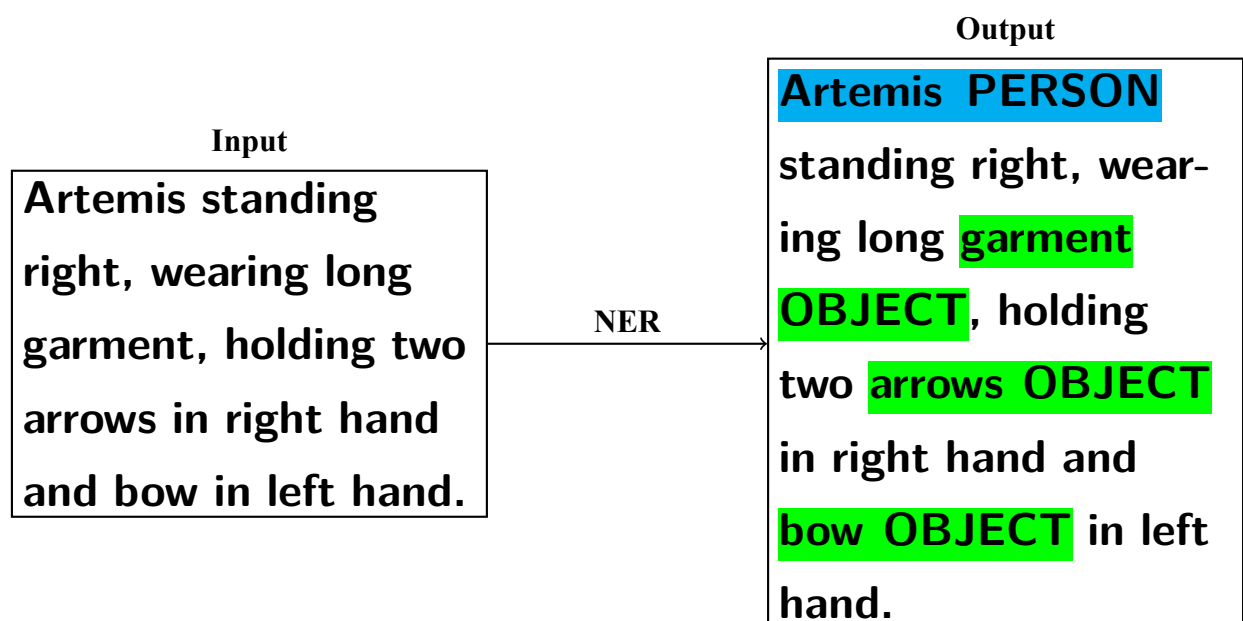 Input
Artemis standing
right, wearing long
garment, holding two
arrows in right hand
and bow in left hand.
NER
Output
Artemis PERSON
standing right, wear-
ing long garment
OBJECT, holding
two arrows OBJECT
in right hand and
bow OBJECT in left
hand.